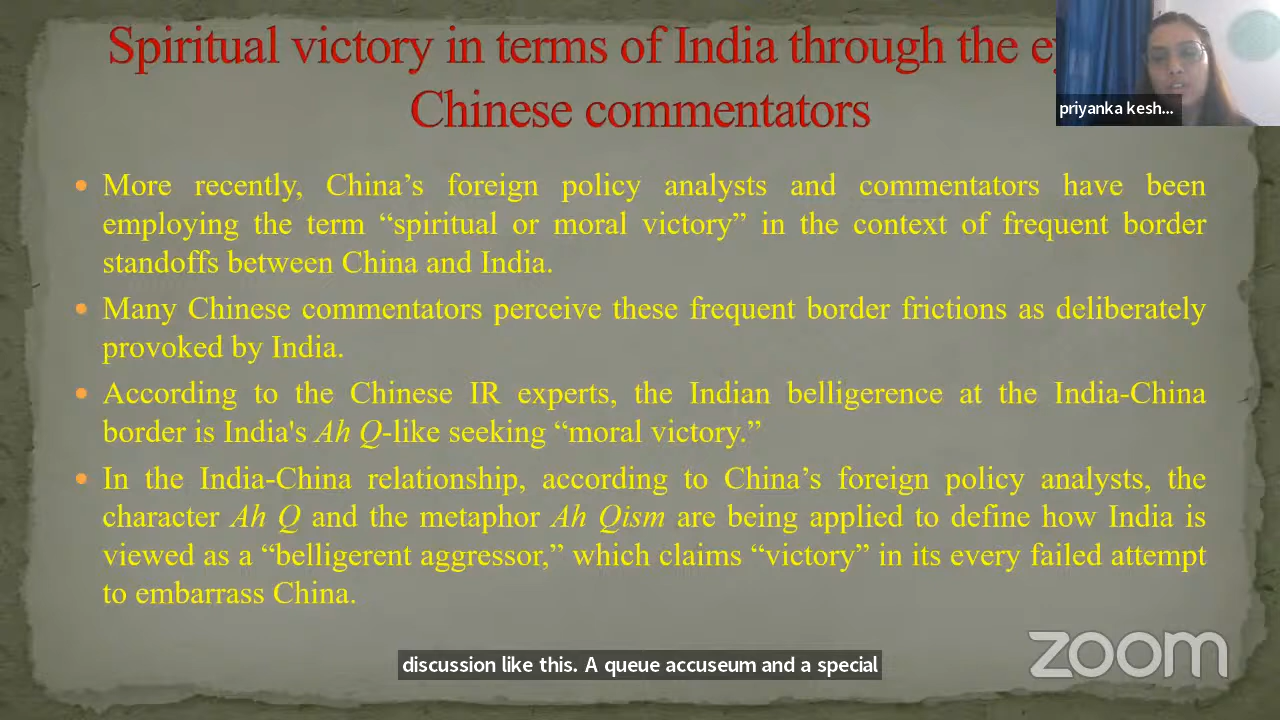 Spiritual victory in terms of India through the
Chinese commentators
priyanka kesh...
• More recently, China’s foreign policy analysts and commentators have been
employing the term “spiritual or moral victory” in the context of frequent border
standoffs between China and India.
• Many Chinese commentators perceive these frequent border frictions as deliberately
provoked by India.
• According to the Chinese IR experts, the Indian belligerence at the India-China
border is India's Ah Q-like seeking “moral victory.”
• In the India-China relationship, according to China’s foreign policy analysts, the
character Ah Q and the metaphor Ah Qism are being applied to define how India is
viewed as a “belligerent aggressor,” which claims “victory” in its every failed attempt
to embarrass China.
zoom
discussion like this. A queue accuseum and a special